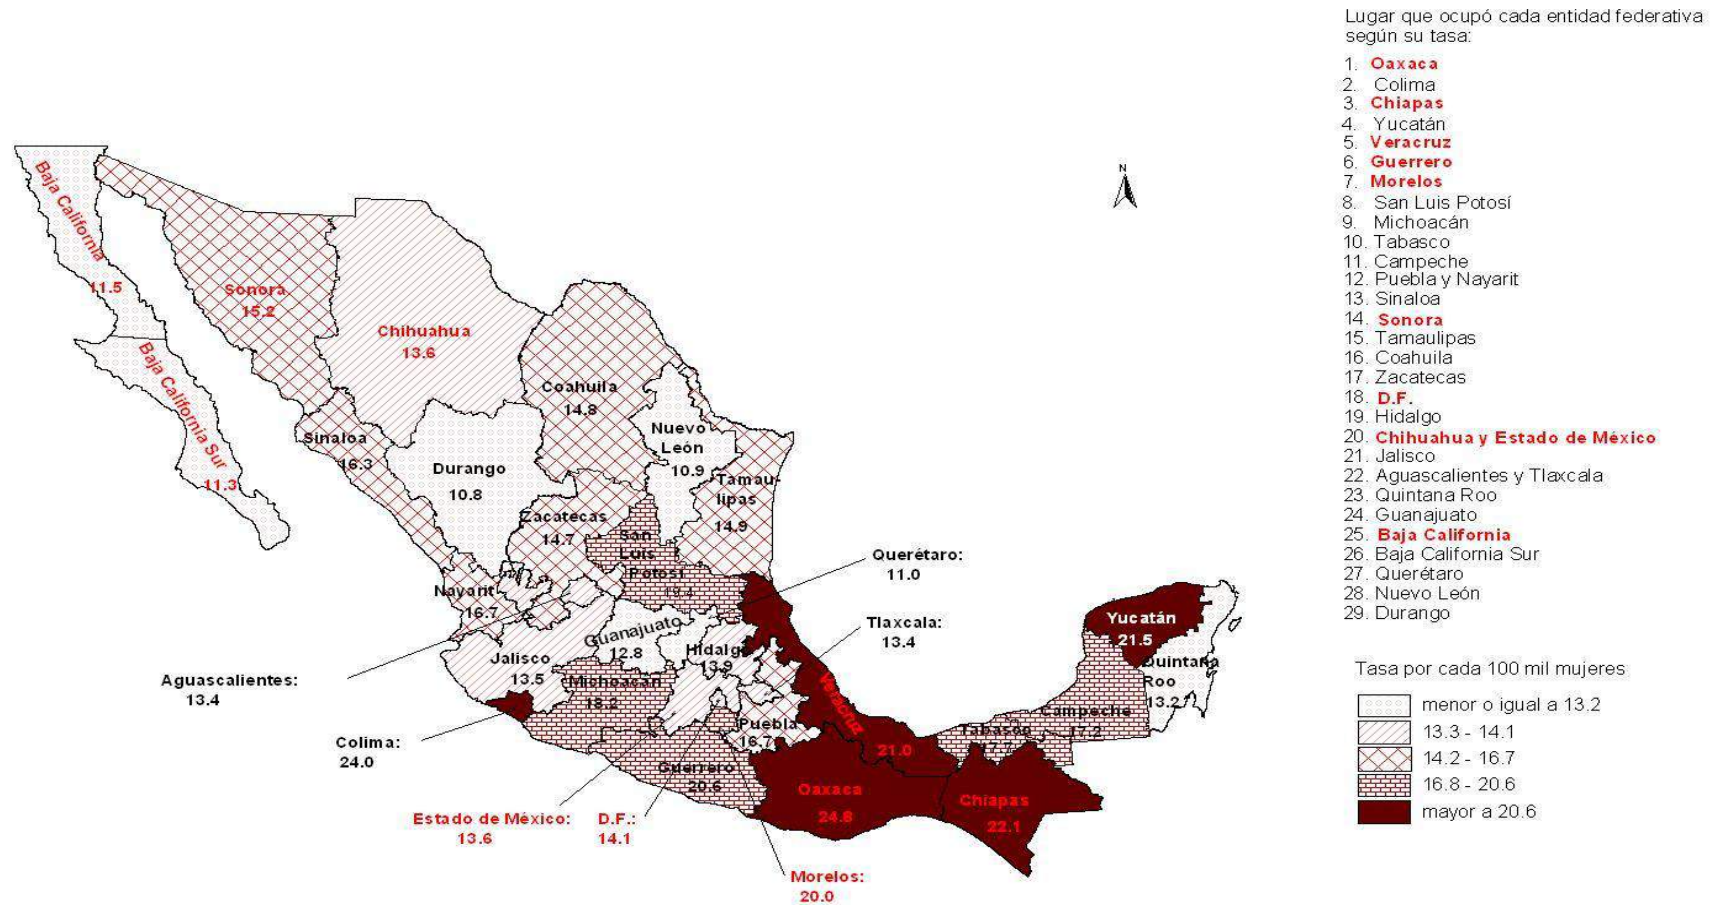 Lugar que ocupó cada entidad federativa
según su tasa:
1. Oaxaca
2. Colima
3. Chiapas
4. Yucatán
5. Veracruz
6. Guerrero
7. Morelos
8. San Luis Potosí
9. Michoacán
10. Tabasco
11. Campeche
12. Puebla y Nayarit
13. Sinaloa
14. Sonora
15. Tamaulipas
16. Coahuila
17. Zacatecas
18. D.F.
19. Hidalgo
20. Chihuahua y Estado de México
21. Jalisco
22. Aguascalientes y Tlaxcala
23. Quintana Roo
24. Guanajuato
25. Baja California
26. Baja California Sur
27. Querétaro
28. Nuevo León
29. Durango
Tasa por cada 100 mil mujeres
menor o igual a 13.2
13.3 - 14.1
14.2 - 16.7
16.8 - 20.6
mayor a 20.6
N
Baja California
11.5
Baja California Sur
11.3
Sonora
15.2
Chihuahua
13.6
Coahuila
14.8
Nuevo
León
10.9
Sinaloa
16.3
Durango
10.8
Tamau-
lipas
14.9
Zacatecas
14.7
San
Luis
Potosí
19.4
Nayarit
16.7
Querétaro:
11.0
Tlaxcala:
13.4
Guanajuato
12.8
Hidalgo
13.9
Jalisco
13.5
Michoacán
18.2
Aguascalientes:
13.4
Colima:
24.0
Puebla
16.7
Veracruz
21.0
Guerrero
20.6
Oaxaca
24.8
Chiapas
22.1
Tabasco
17.7
Campeche
17.2
Yucatán
21.5
Quintana
Roo
13.2
Estado de México:
13.6
D.F.:
14.1
Morelos:
20.0